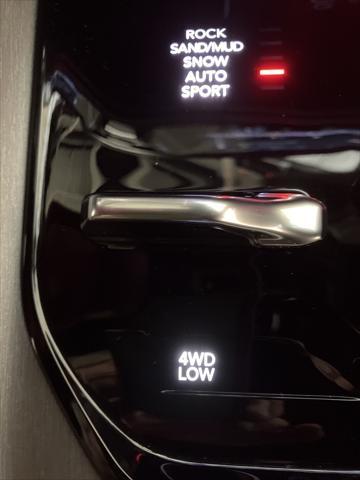 ROCK
SAND/MUD
SNOW
AUTO
SPORT
4WD
LOW